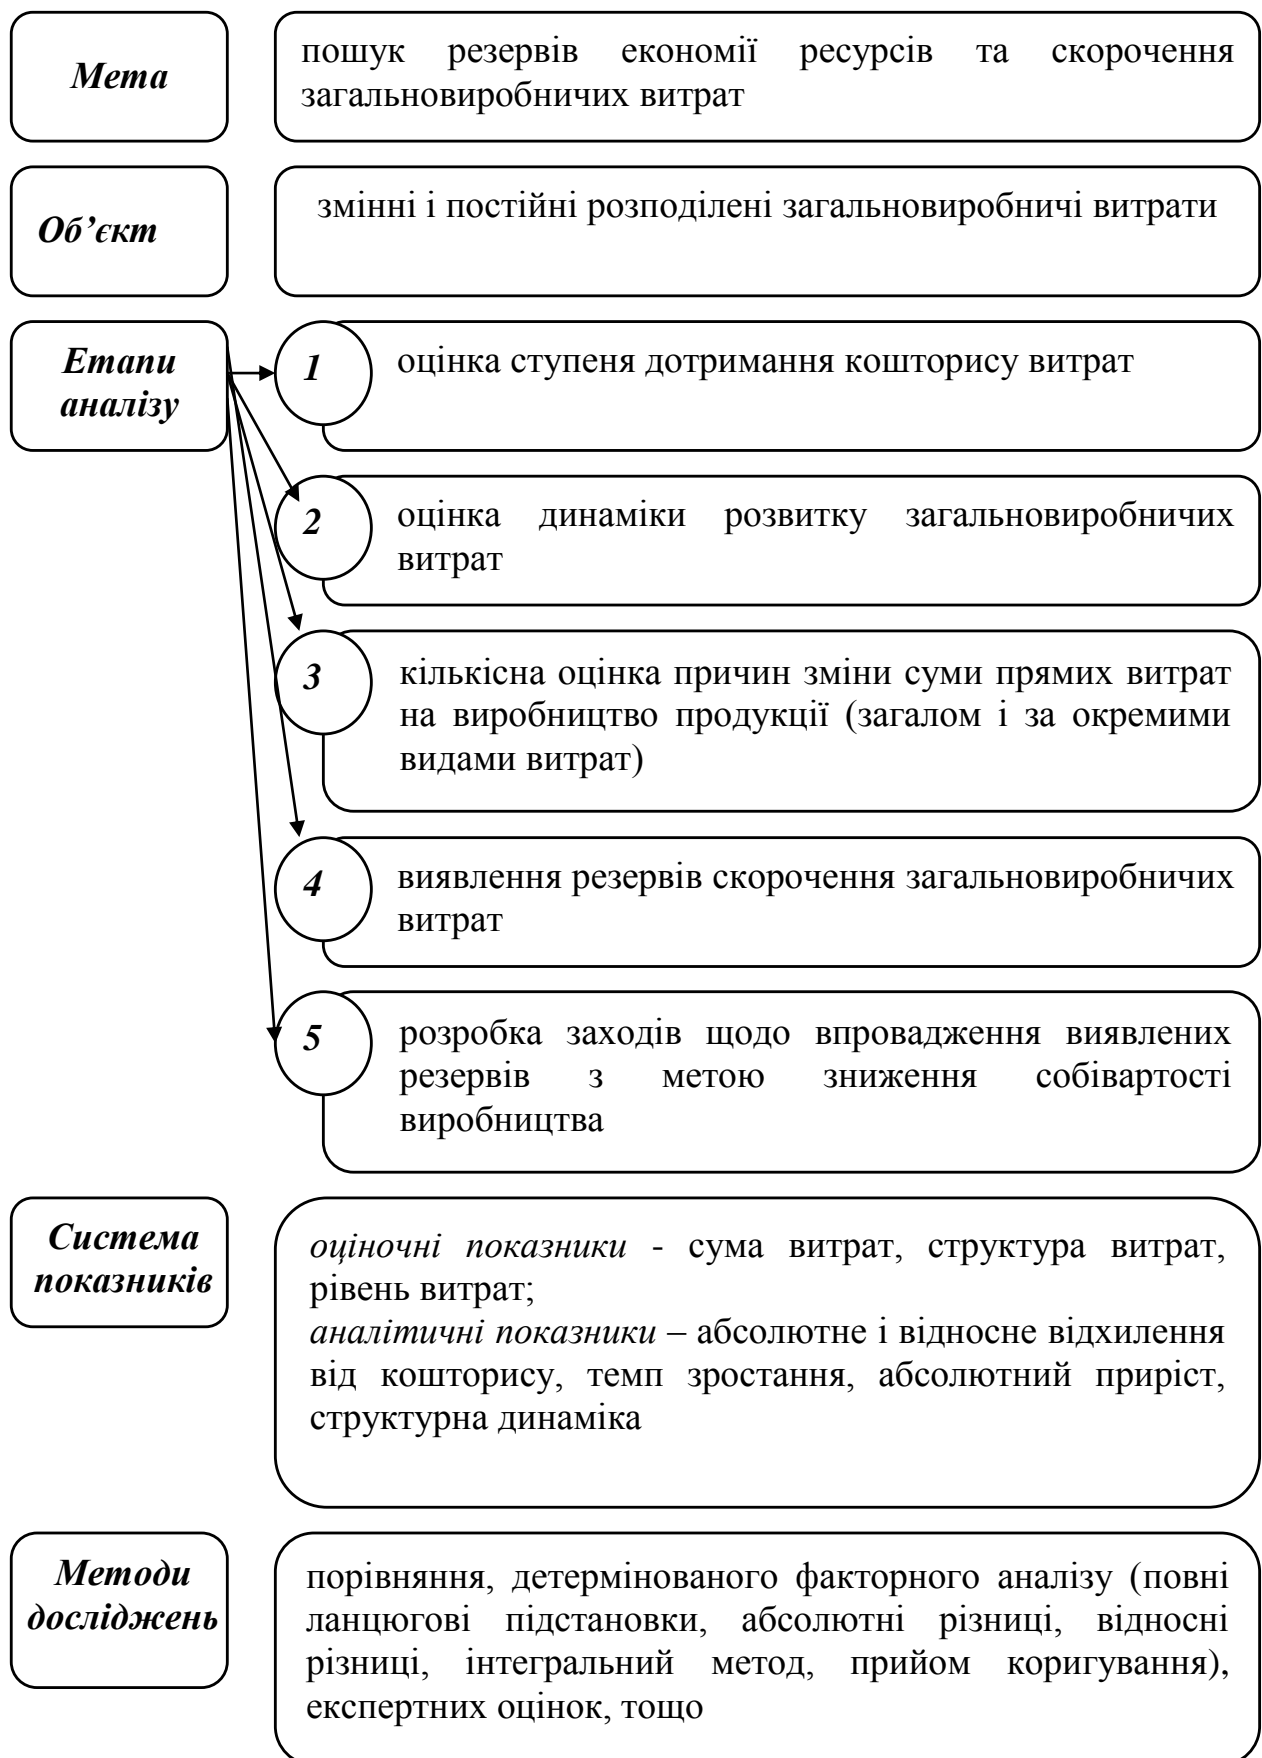 Мета
пошук резервів економії ресурсів та скорочення
загальновиробничих витрат
Об’єкт
змінні і постійні розподілені загальновиробничі витрати
Етапи
аналізу
1
оцінка ступеня дотримання кошторису витрат
2
оцінка динаміки розвитку загальновиробничих
витрат
3
кількісна оцінка причин зміни суми прямих витрат
на виробництво продукції (загалом і за окремими
видами витрат)
4
виявлення резервів скорочення загальновиробничих
витрат
5
розробка заходів щодо впровадження виявлених
резервів з метою зниження собівартості
виробництва
Система
показників
оціночні показники - сума витрат, структура витрат,
рівень витрат;
аналітичні показники – абсолютне і відносне відхилення
від кошторису, темп зростання, абсолютний приріст,
структурна динаміка
Методи
досліджень
порівняння, детермінованого факторного аналізу (повні
ланцюгові підстановки, абсолютні різниці, відносні
різниці, інтегральний метод, прийом коригування),
експертних оцінок, тощо